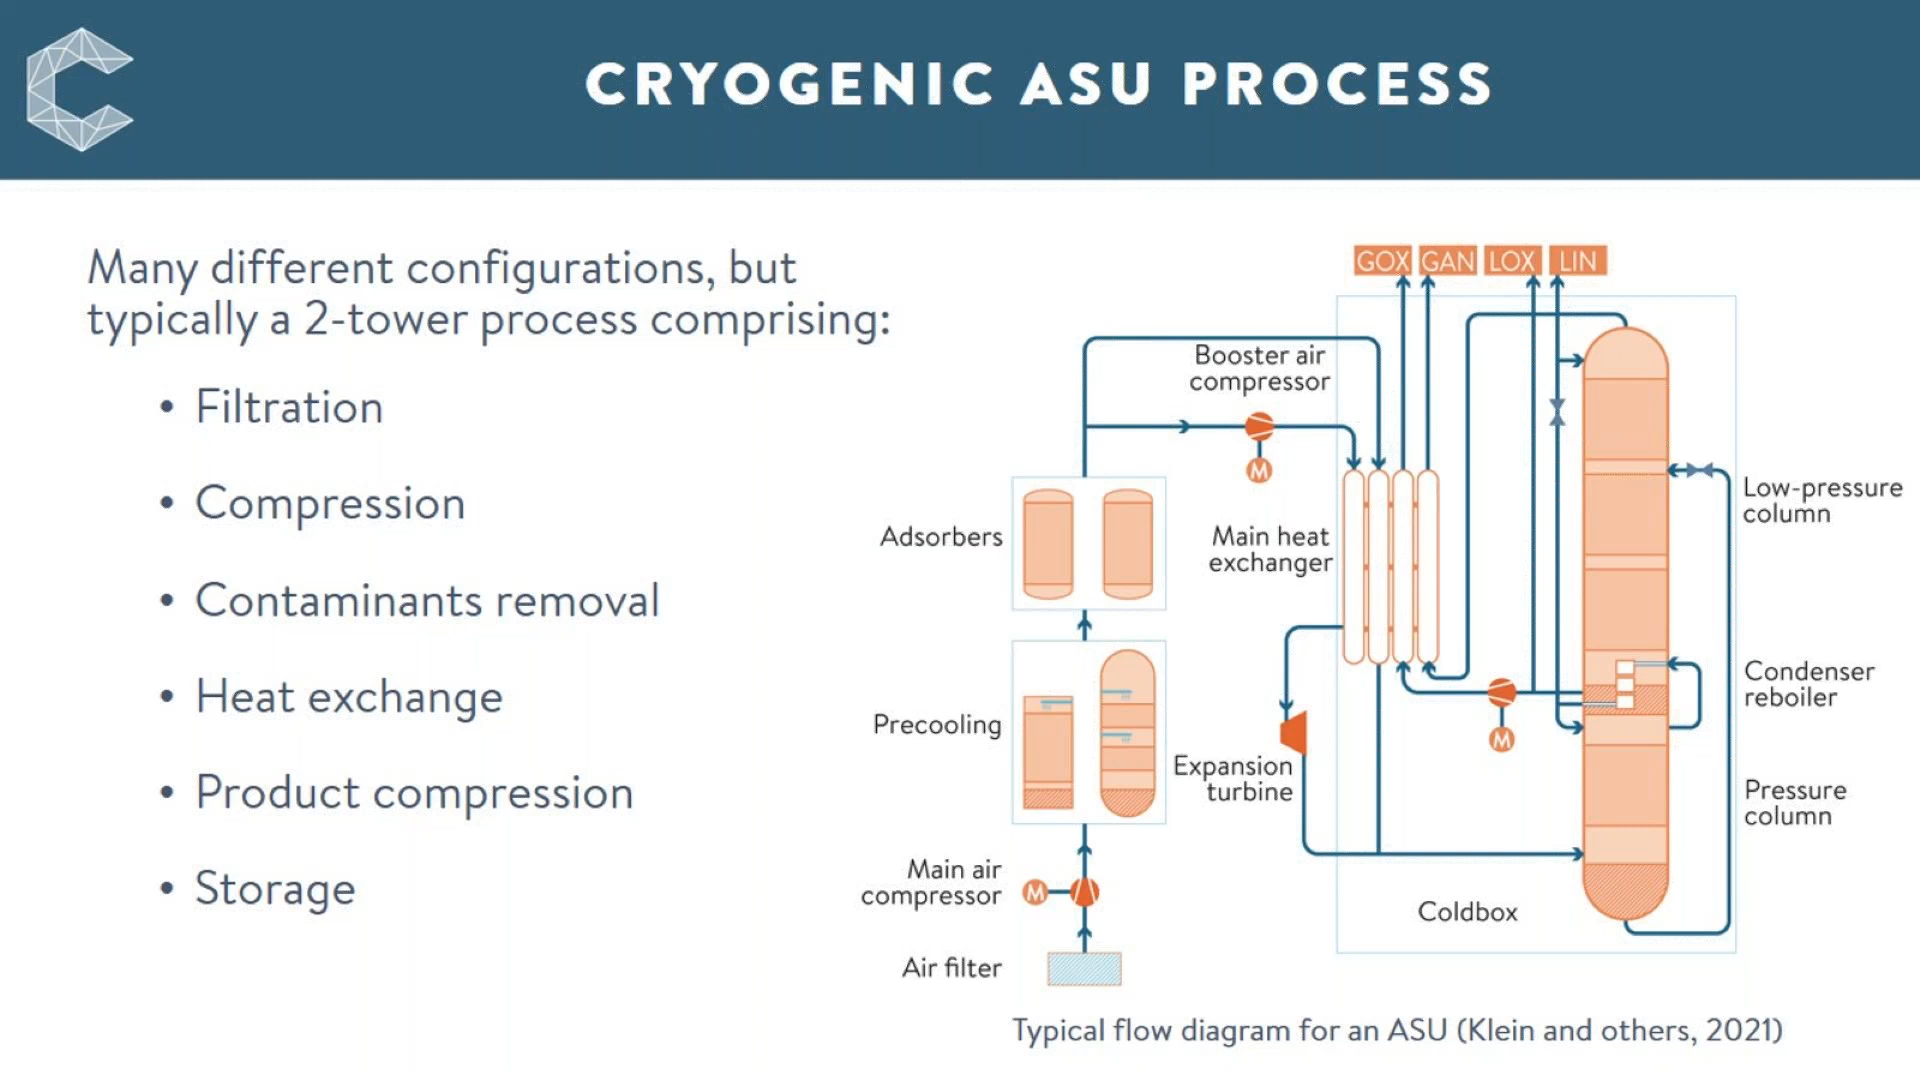 CRYOGENIC ASU PROCESS
Many different configurations, but
typically a 2-tower process comprising:
• Filtration
• Compression
• Contaminants removal
• Heat exchange
• Product compression
• Storage
GOX GAN LOX LIN
Booster air
compressor
M
Adsorbers
Main heat
exchanger
Low-pressure
column
Condenser
reboiler
Precooling
M
Expansion
turbine
Pressure
column
Main air
compressor
M
Coldbox
Air filter
Typical flow diagram for an ASU (Klein and others, 2021)